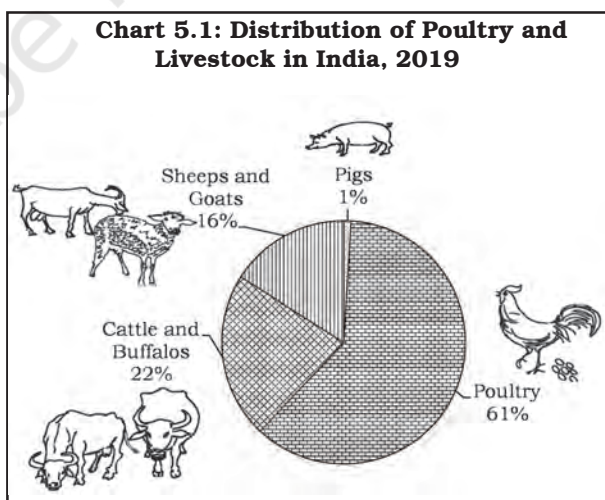 Chart 5.1: Distribution of Poultry and
Livestock in India, 2019
Pigs
1%
Sheeps and
Goats
16%
Cattle and
Buffalos
22%
Poultry
61%